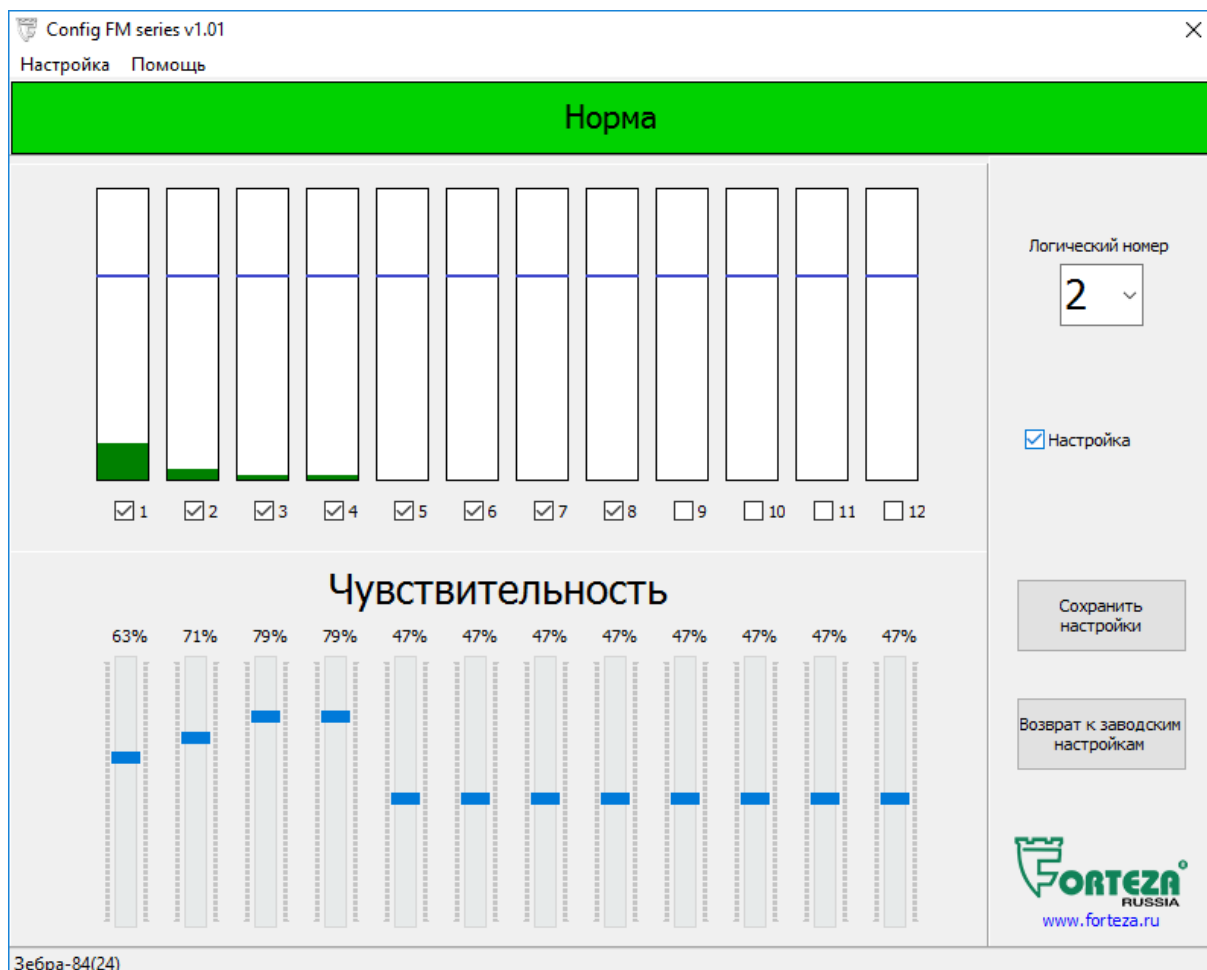 Config FM series v1.01
Настройка Помощь
Норма
Логический номер
2
Настройка
1 2 3 4 5 6 7 8 9 10 11 12
Чувствительность
63% 71% 79% 79% 47% 47% 47% 47% 47% 47% 47% 47%
Сохранить
настройки
Возврат к заводским
настройкам
FORTEZA®
RUSSIA
www.forteza.ru
Зебра-84(24)